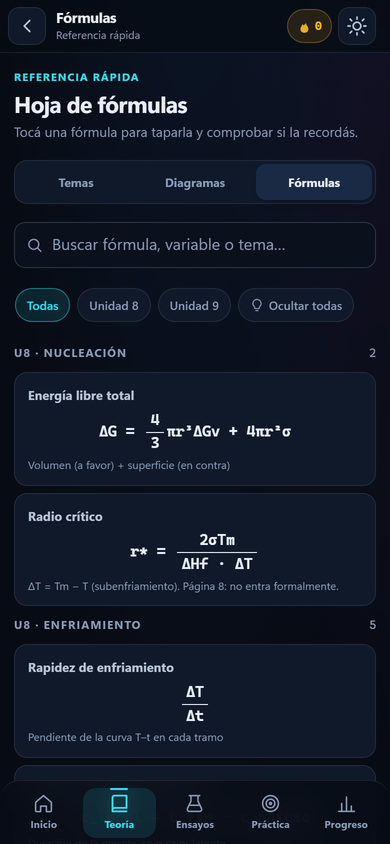 Fórmulas
Referencia rápida
0
REFERENCIA RÁPIDA
Hoja de fórmulas
Tocá una fórmula para taparla y comprobar si la recordás.
Temas
Diagramas
Fórmulas
Buscar fórmula, variable o tema...
Todas
Unidad 8
Unidad 9
Ocultar todas
U8 · NUCLEACIÓN 2
Energía libre total
ΔG = 4/3 πr³ΔGv + 4πr²σ
Volumen (a favor) + superficie (en contra)
Radio crítico
r* = 2σTm / ΔHf · ΔT
ΔT = Tm − T (subenfriamiento). Página 8: no entra formalmente.
U8 · ENFRIAMIENTO 5
Rapidez de enfriamiento
ΔT / Δt
Pendiente de la curva T–t en cada tramo
Inicio
Teoría
Ensayos
Práctica
Progreso